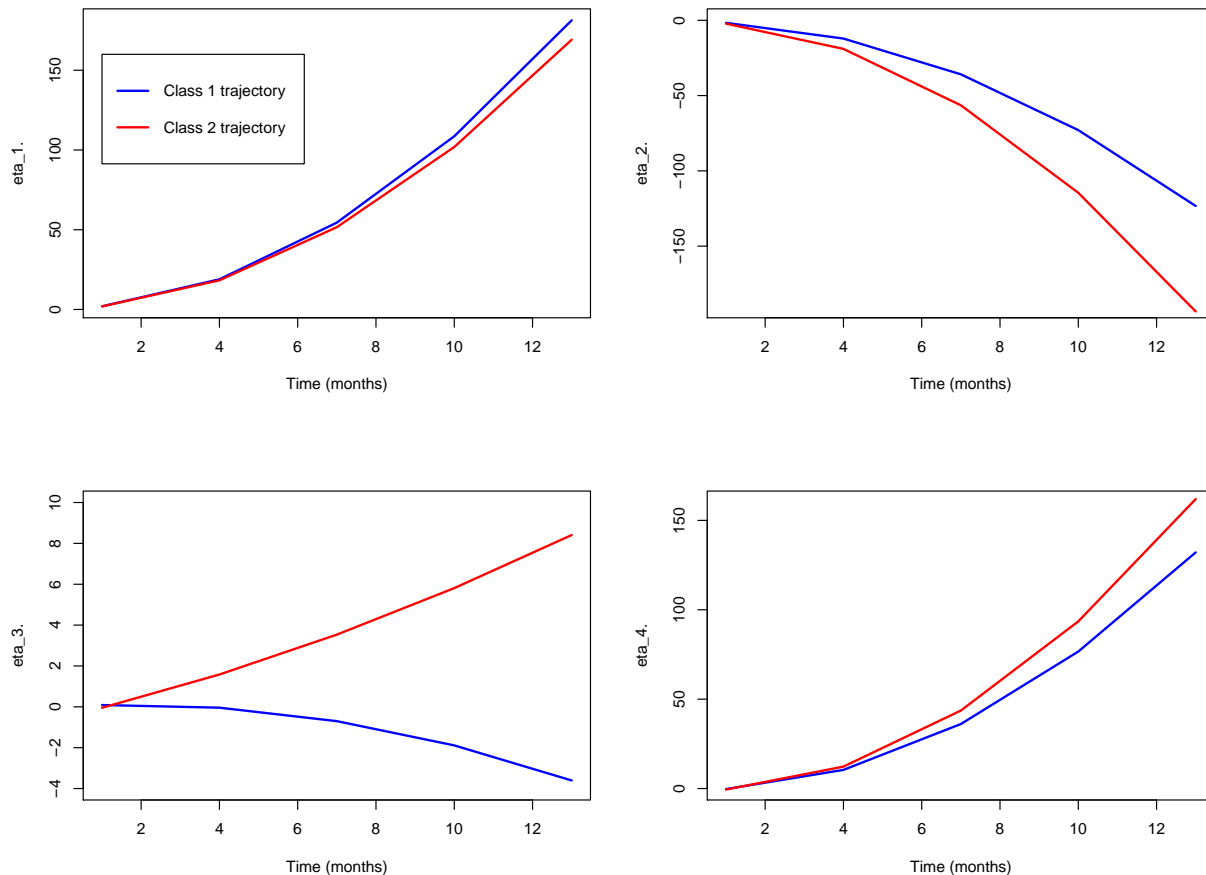 eta_1.
150
100
50
0
Class 1 trajectory
Class 2 trajectory
2 4 6 8 10 12
Time (months)
eta_2.
0
−50
−100
−150
2 4 6 8 10 12
Time (months)
eta_3.
10
8
6
4
2
0
−2
−4
2 4 6 8 10 12
Time (months)
eta_4.
150
100
50
0
2 4 6 8 10 12
Time (months)